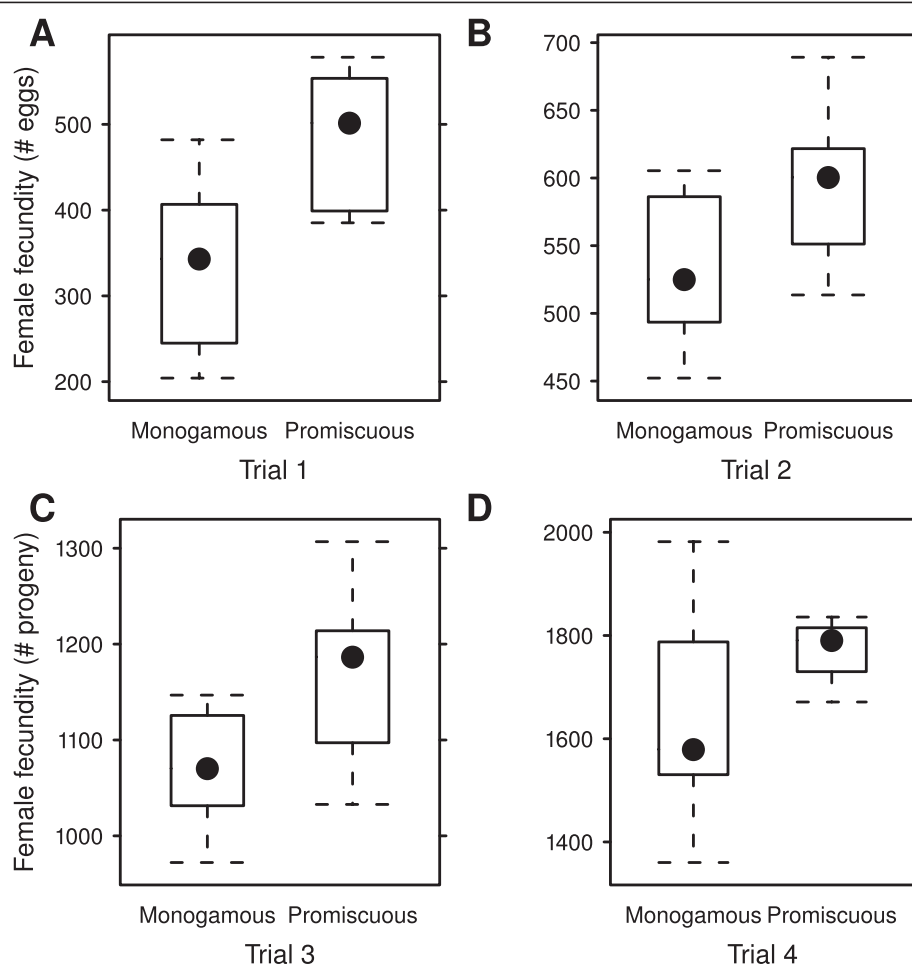 A
Female fecundity (# eggs)
500
400
300
200
Monogamous Promiscuous
Trial 1
B
700
650
600
550
500
450
Monogamous Promiscuous
Trial 2
C
Female fecundity (# progeny)
1300
1200
1100
1000
Monogamous Promiscuous
Trial 3
D
2000
1800
1600
1400
Monogamous Promiscuous
Trial 4